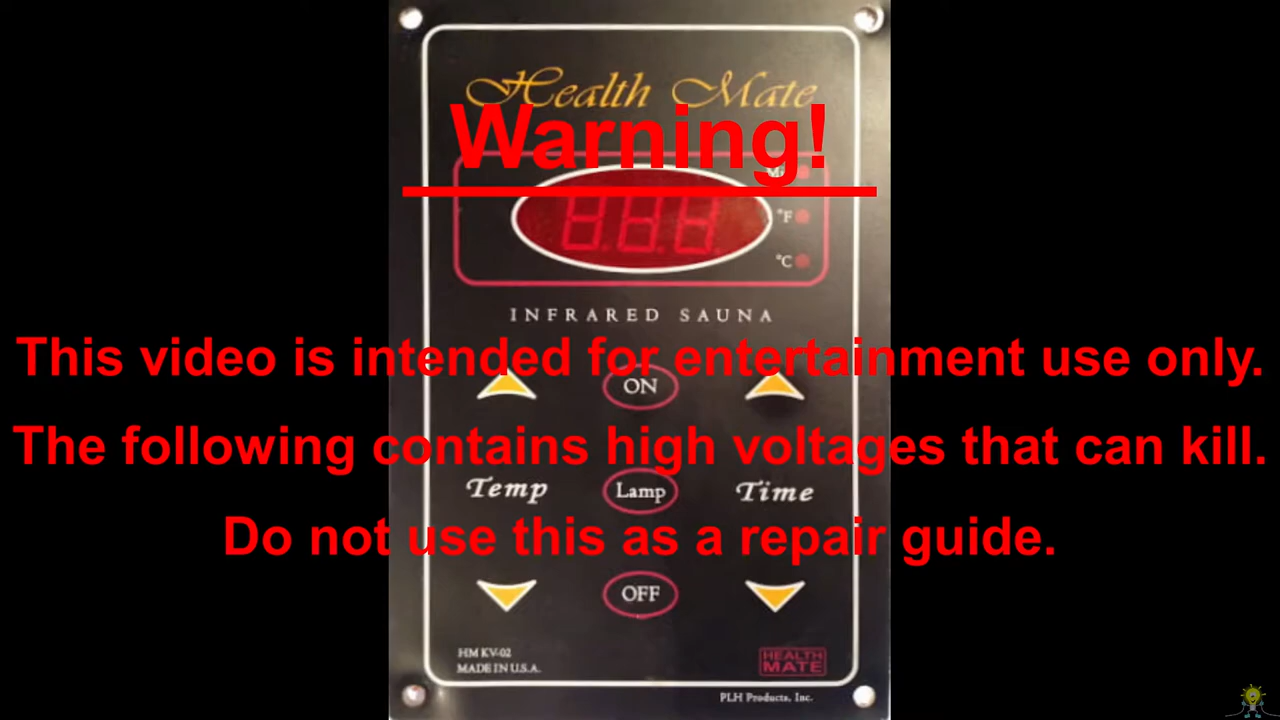 Health Mate
Warning!
°F
°C
INFRARED SAUNA
This video is intended for entertainment use only.
ON
The following contains high voltages that can kill.
Temp
Lamp
Time
Do not use this as a repair guide.
OFF
HM KV-02
MADE IN U.S.A.
HEALTH
MATE
PLH Products, Inc.